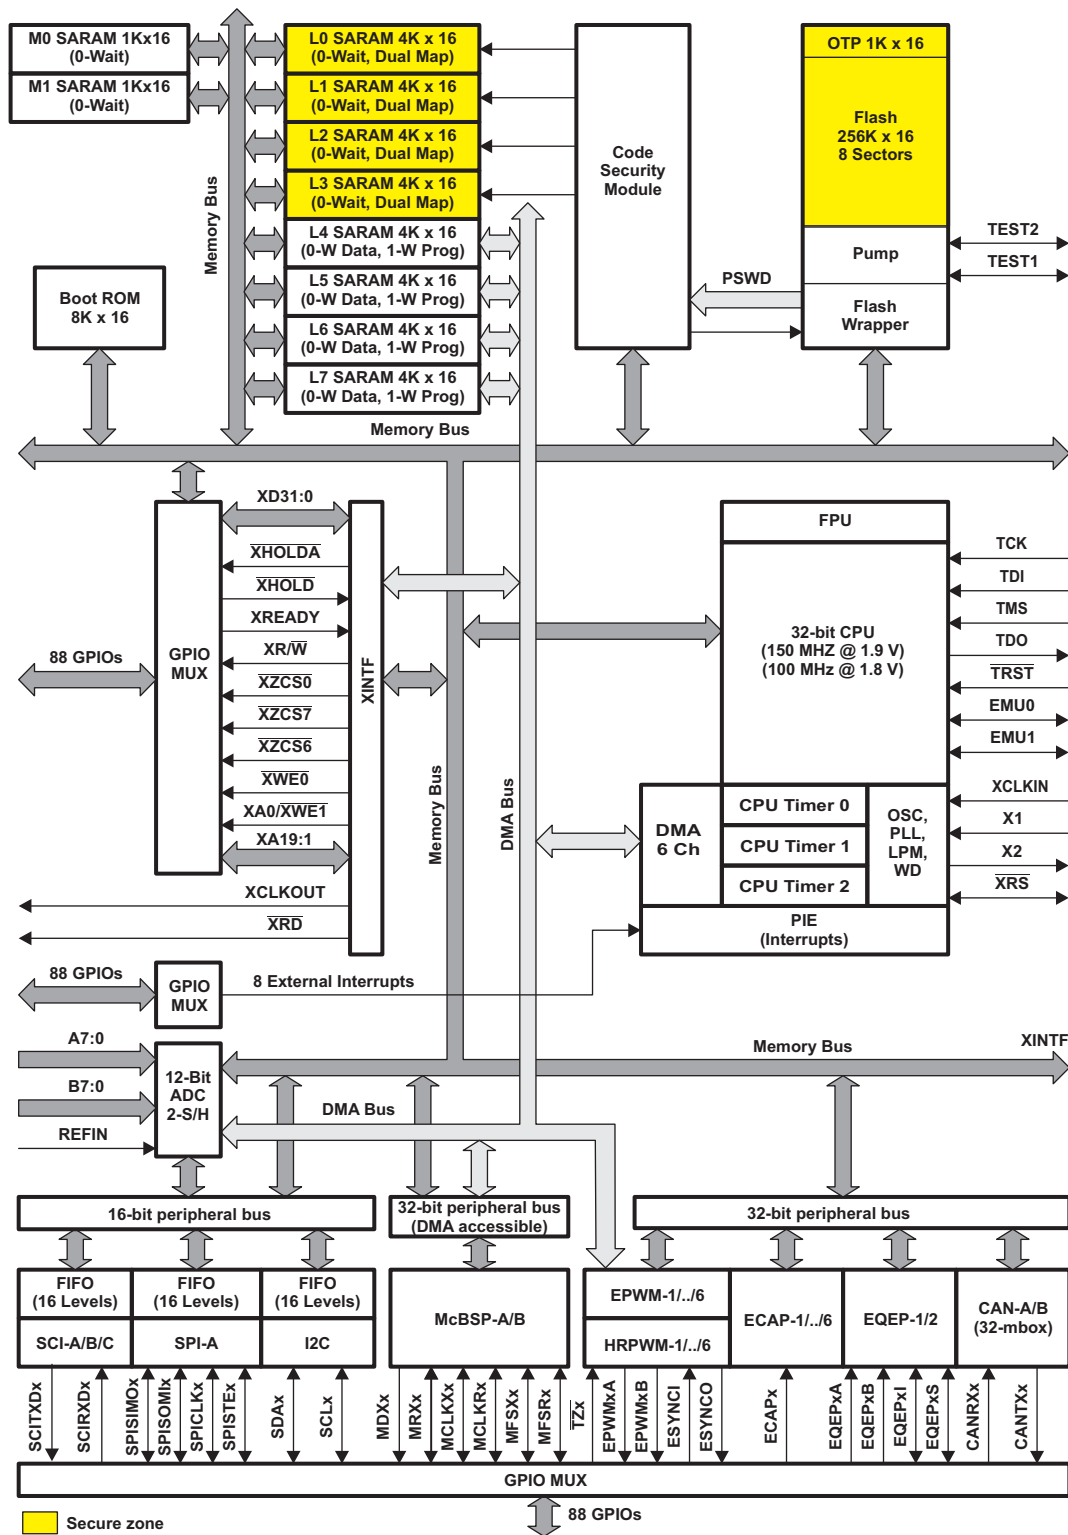 M0 SARAM 1Kx16
(0-Wait)
M1 SARAM 1Kx16
(0-Wait)
Memory Bus
L0 SARAM 4K x 16
(0-Wait, Dual Map)
L1 SARAM 4K x 16
(0-Wait, Dual Map)
L2 SARAM 4K x 16
(0-Wait, Dual Map)
L3 SARAM 4K x 16
(0-Wait, Dual Map)
L4 SARAM 4K x 16
(0-W Data, 1-W Prog)
L5 SARAM 4K x 16
(0-W Data, 1-W Prog)
L6 SARAM 4K x 16
(0-W Data, 1-W Prog)
L7 SARAM 4K x 16
(0-W Data, 1-W Prog)
Code
Security
Module
OTP 1K x 16
Flash
256K x 16
8 Sectors
Pump
Flash
Wrapper
TEST2
TEST1
PSWD
Boot ROM
8K x 16
Memory Bus
88 GPIOs
GPIO
MUX
XD31:0
XHOLDA
XHOLD
XREADY
XR/W
XZCS0
XZCS7
XZCS6
XWE0
XA0/XWE1
XA19:1
XCLKOUT
XRD
XINTF
Memory Bus
DMA Bus
FPU
32-bit CPU
(150 MHZ @ 1.9 V)
(100 MHz @ 1.8 V)
TCK
TDI
TMS
TDO
TRST
EMU0
EMU1
XCLKIN
X1
X2
XRS
DMA
6 Ch
CPU Timer 0
CPU Timer 1
CPU Timer 2
OSC,
PLL,
LPM,
WD
PIE
(Interrupts)
88 GPIOs
GPIO
MUX
8 External Interrupts
A7:0
B7:0
REFIN
12-Bit
ADC
2-S/H
Memory Bus
XINTF
DMA Bus
16-bit peripheral bus
32-bit peripheral bus
(DMA accessible)
32-bit peripheral bus
FIFO
(16 Levels)
FIFO
(16 Levels)
FIFO
(16 Levels)
SCI-A/B/C
SPI-A
I2C
McBSP-A/B
EPWM-1/../6
HRPWM-1/../6
ECAP-1/../6
EQEP-1/2
CAN-A/B
(32-mbox)
SCITXDx
SCIRXDx
SPISIMOx
SPISOMIx
SPICLKx
SPISTEx
SDAx
SCLx
MDXx
MRXx
MCLKXx
MCLKRx
MFSXx
MFSRx
TZx
EPWMxA
EPWMxB
ESYNCI
ESYNCO
ECAPx
EQEPxA
EQEPxB
EQEPxI
EQEPxS
CANRXx
CANTXx
GPIO MUX
88 GPIOs
Secure zone